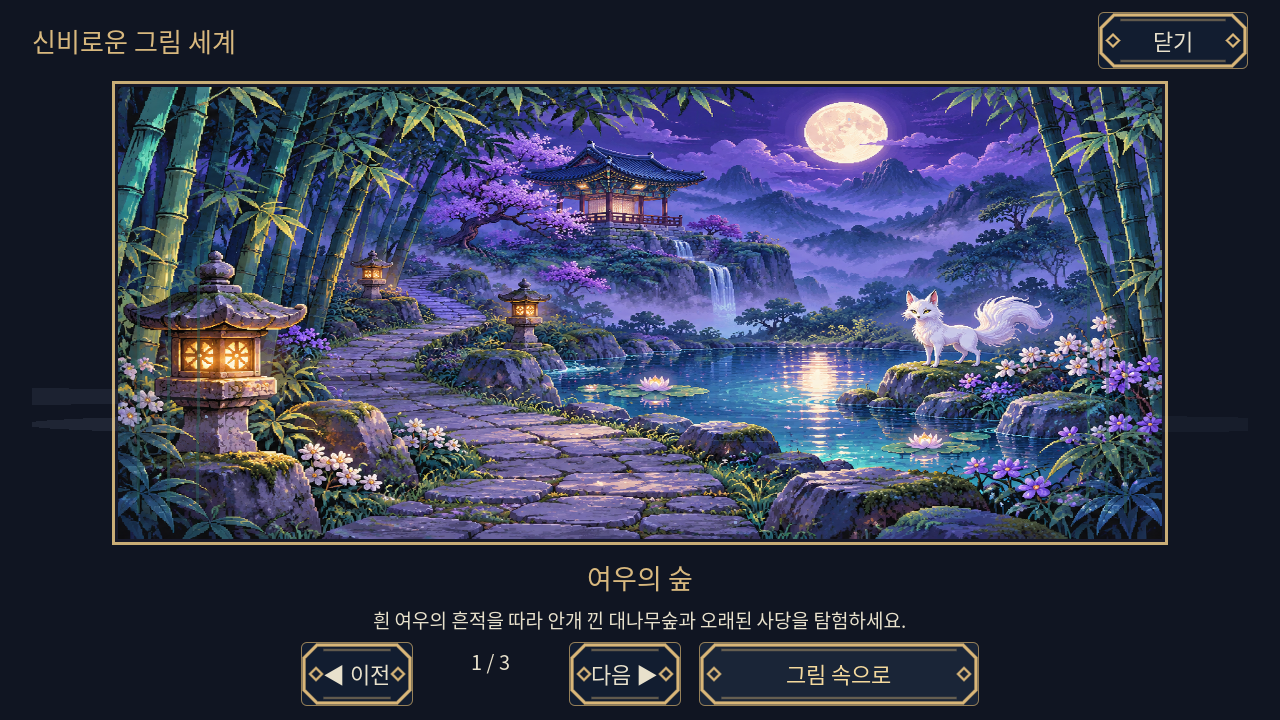 신비로운 그림 세계
닫기
여우의 숲
흰 여우의 흔적을 따라 안개 낀 대나무숲과 오래된 사당을 탐험하세요.
◀ 이전
1 / 3
다음 ▶
그림 속으로